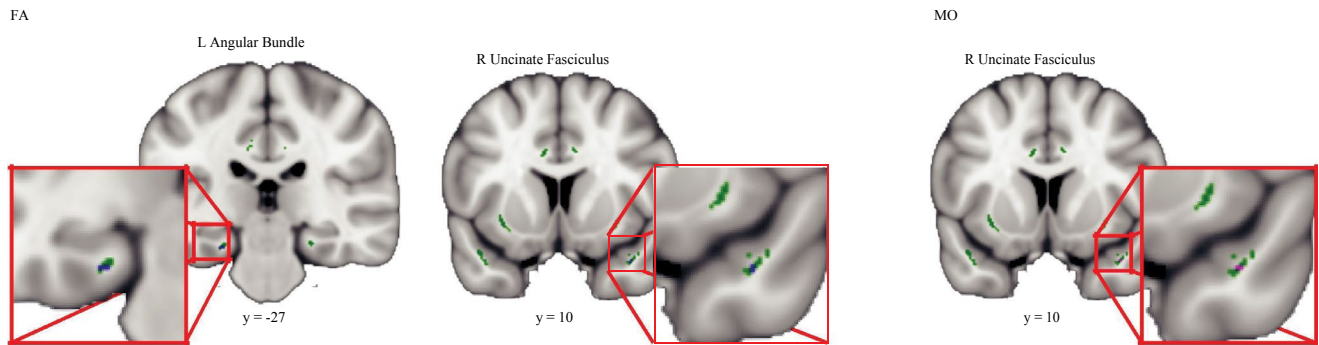 FA
MO
L Angular Bundle
R Uncinate Fasciculus
R Uncinate Fasciculus
y = -27
y = 10
y = 10